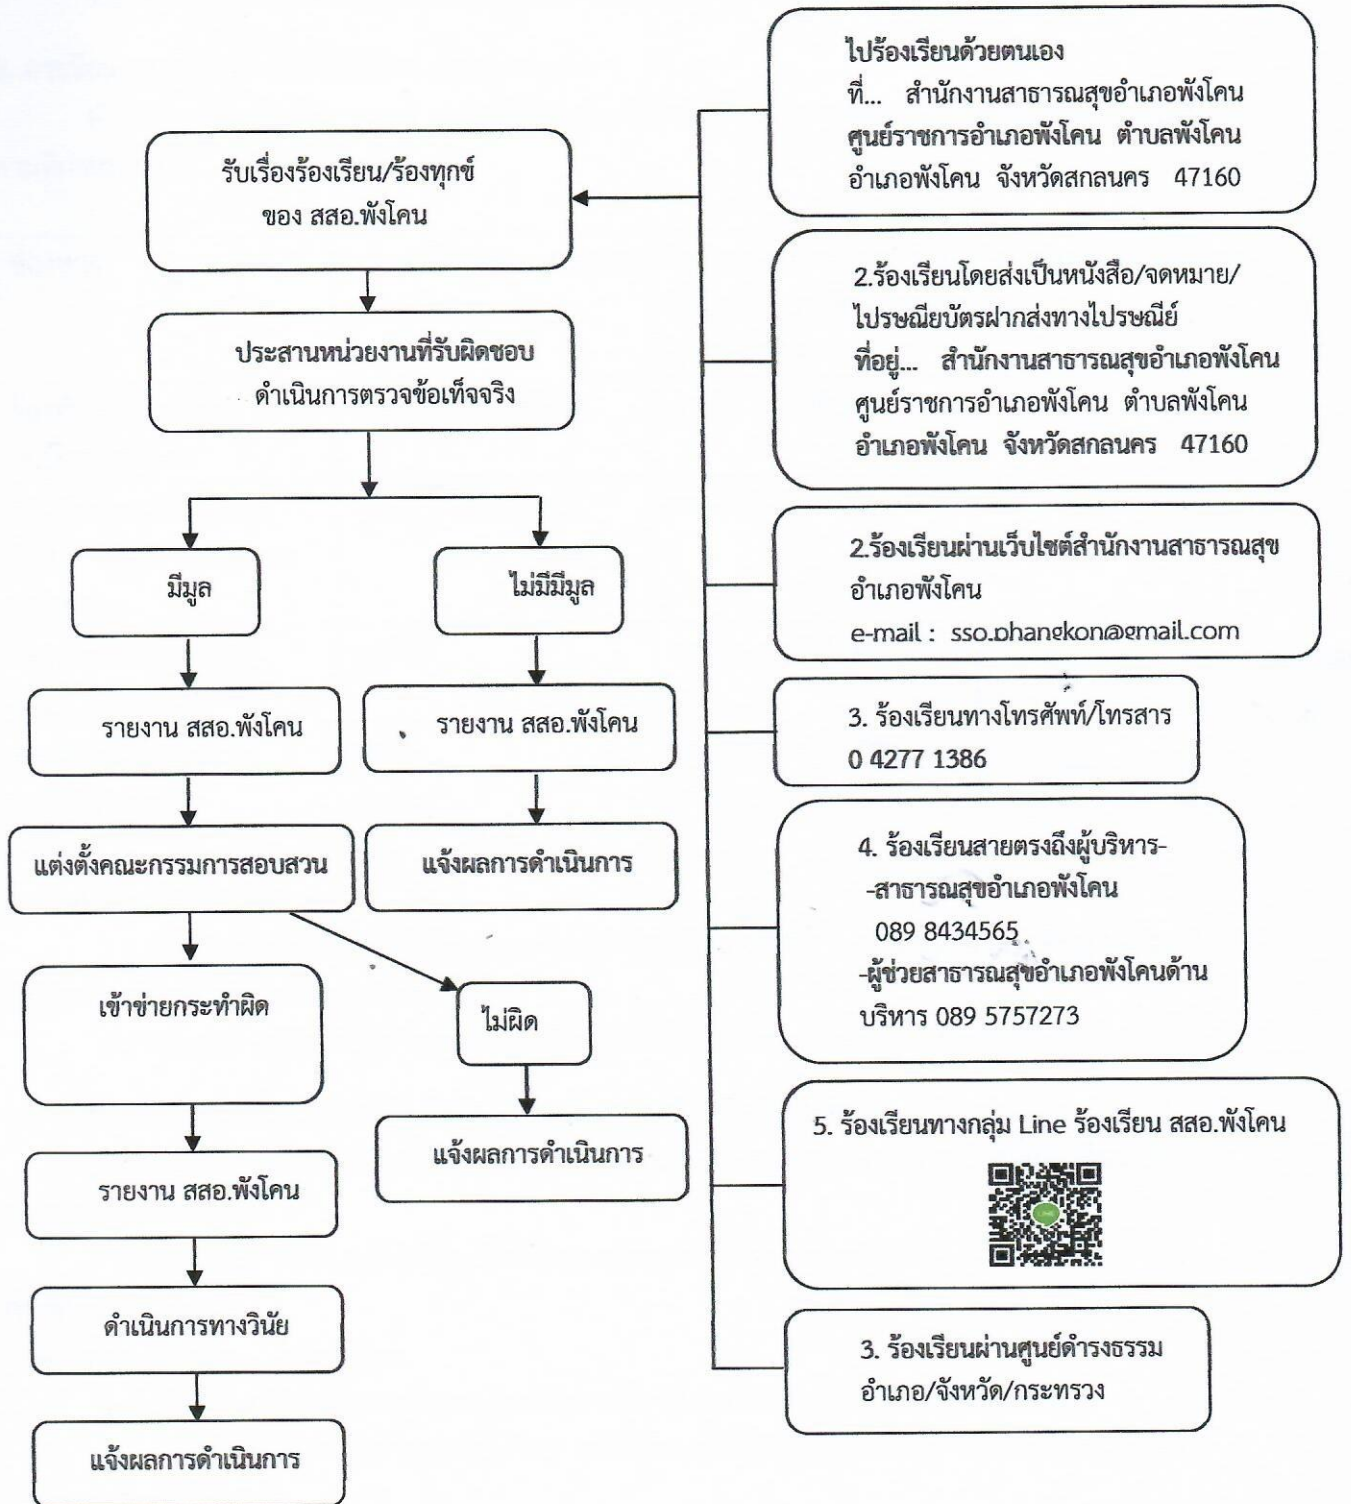 รับเรื่องร้องเรียน/ร้องทุกข์
ของ สสอ.พังโคน
ประสานหน่วยงานที่รับผิดชอบ
ดำเนินการตรวจข้อเท็จจริง
มีมูล
ไม่มีมีมูล
รายงาน สสอ.พังโคน
รายงาน สสอ.พังโคน
แต่งตั้งคณะกรรมการสอบสวน
แจ้งผลการดำเนินการ
เข้าข่ายกระทำผิด
ไม่ผิด
แจ้งผลการดำเนินการ
รายงาน สสอ.พังโคน
ดำเนินการทางวินัย
แจ้งผลการดำเนินการ
ไปร้องเรียนด้วยตนเอง
ที่... สำนักงานสาธารณสุขอำเภอพังโคน
ศูนย์ราชการอำเภอพังโคน ตำบลพังโคน
อำเภอพังโคน จังหวัดสกลนคร 47160
2.ร้องเรียนโดยส่งเป็นหนังสือ/จดหมาย/
ไปรษณียบัตรฝากส่งทางไปรษณีย์
ที่อยู่... สำนักงานสาธารณสุขอำเภอพังโคน
ศูนย์ราชการอำเภอพังโคน ตำบลพังโคน
อำเภอพังโคน จังหวัดสกลนคร 47160
2.ร้องเรียนผ่านเว็บไซต์สำนักงานสาธารณสุข
อำเภอพังโคน
e-mail : sso.phangkon@gmail.com
3. ร้องเรียนทางโทรศัพท์/โทรสาร
0 4277 1386
4. ร้องเรียนสายตรงถึงผู้บริหาร-
-สาธารณสุขอำเภอพังโคน
089 8434565
-ผู้ช่วยสาธารณสุขอำเภอพังโคนด้าน
บริหาร 089 5757273
5. ร้องเรียนทางกลุ่ม Line ร้องเรียน สสอ.พังโคน
LINE
3. ร้องเรียนผ่านศูนย์ดำรงธรรม
อำเภอ/จังหวัด/กระทรวง